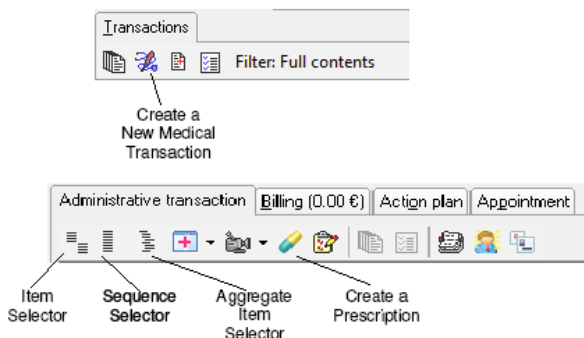 Transactions
Filter: Full contents
Create a
New Medical
Transaction
Administrative transaction Billing (0.00 €) Action plan Appointment
Item
Selector
Sequence
Selector
Aggregate
Item
Selector
Create a
Prescription